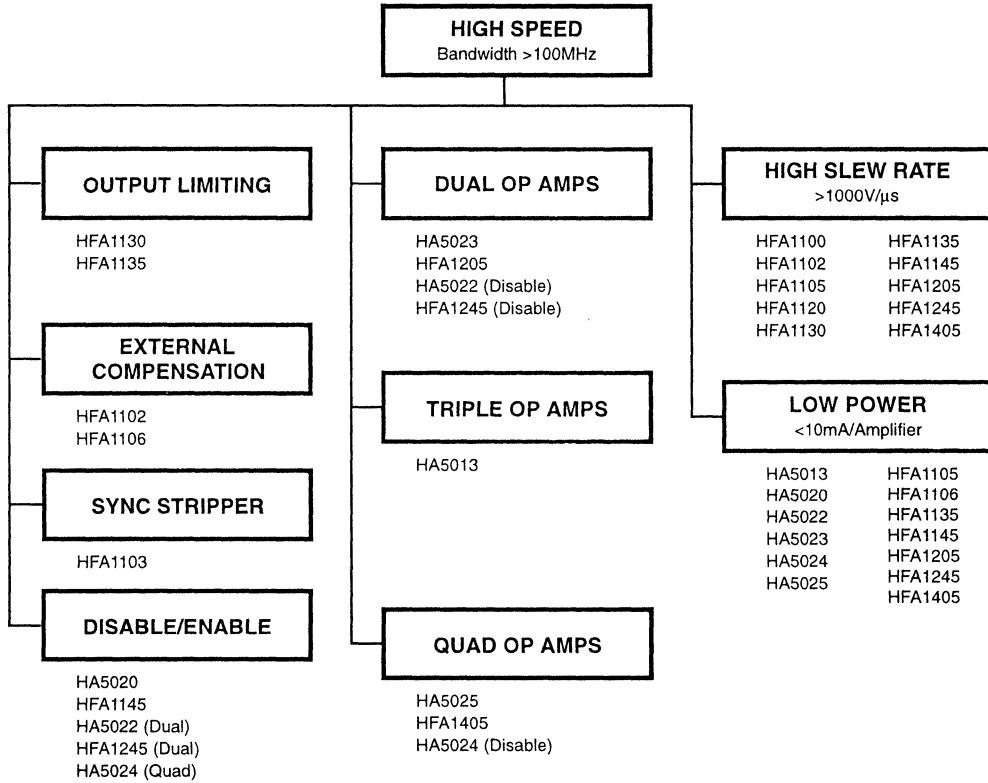 HIGH SPEED
Bandwidth >100MHz
OUTPUT LIMITING
HFA1130
HFA1135
EXTERNAL
COMPENSATION
HFA1102
HFA1106
SYNC STRIPPER
HFA1103
DISABLE/ENABLE
HA5020
HFA1145
HA5022 (Dual)
HFA1245 (Dual)
HA5024 (Quad)
DUAL OP AMPS
HA5023
HFA1205
HA5022 (Disable)
HFA1245 (Disable)
TRIPLE OP AMPS
HA5013
QUAD OP AMPS
HA5025
HFA1405
HA5024 (Disable)
HIGH SLEW RATE
>1000V/µs
HFA1100
HFA1102
HFA1105
HFA1120
HFA1130
HFA1135
HFA1145
HFA1205
HFA1245
HFA1405
LOW POWER
<10mA/Amplifier
HA5013
HA5020
HA5022
HA5023
HA5024
HA5025
HFA1105
HFA1106
HFA1135
HFA1145
HFA1205
HFA1245
HFA1405